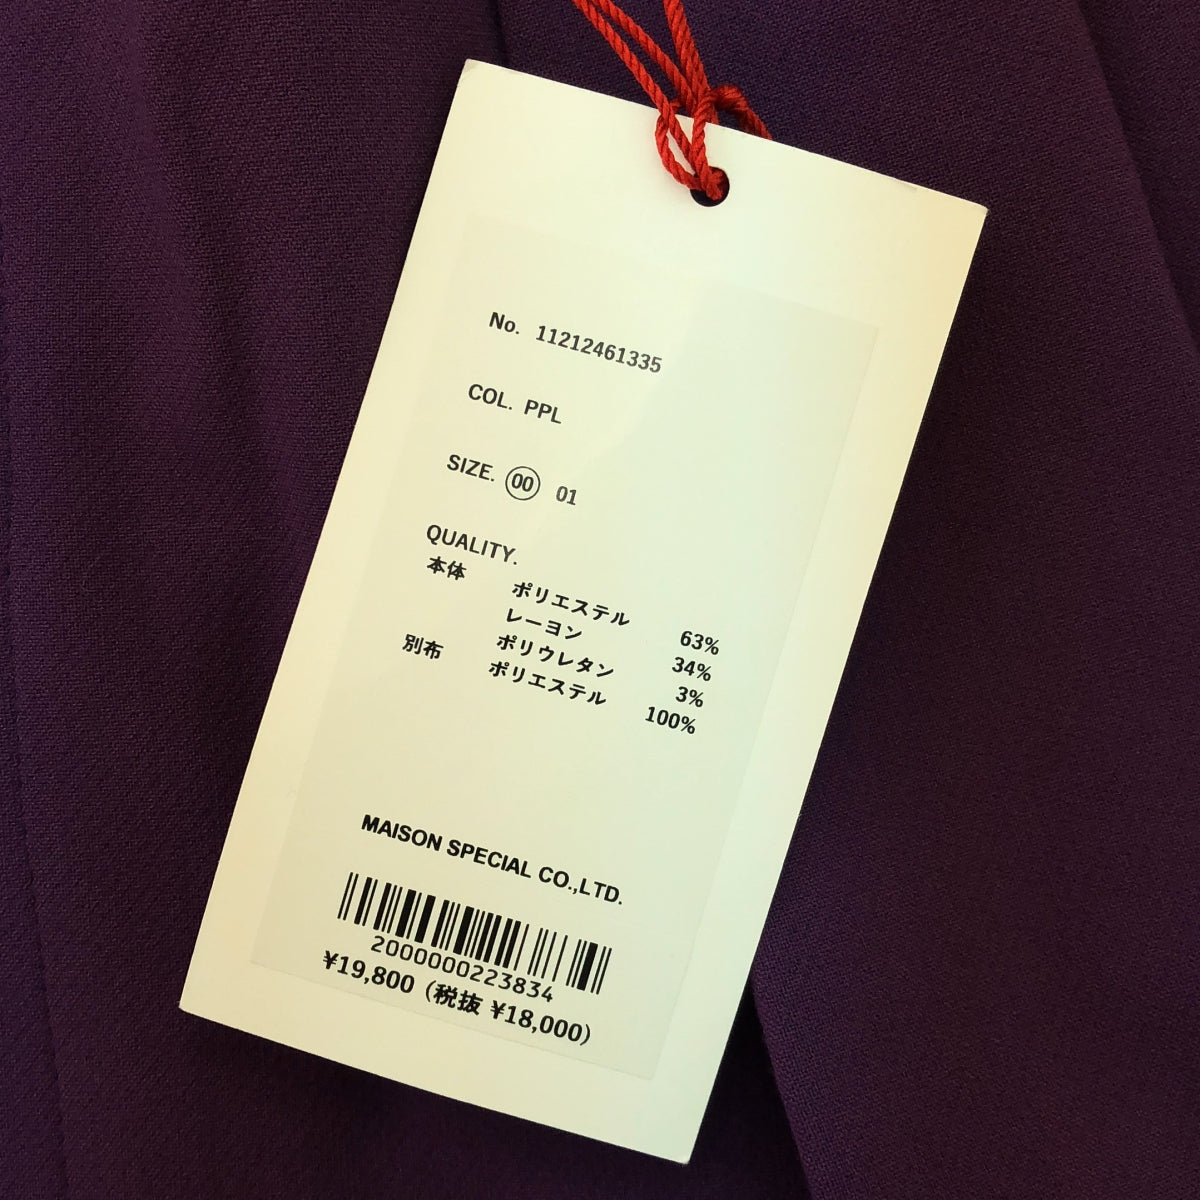 No. 11212461335
COL. PPL
SIZE. 00 01
QUALITY.
本体 ポリエステル 63%
レーヨン 34%
ポリウレタン 3%
別布 ポリエステル 100%
MAISON SPECIAL CO.,LTD.
2000000223834
¥19,800 (税抜 ¥18,000)